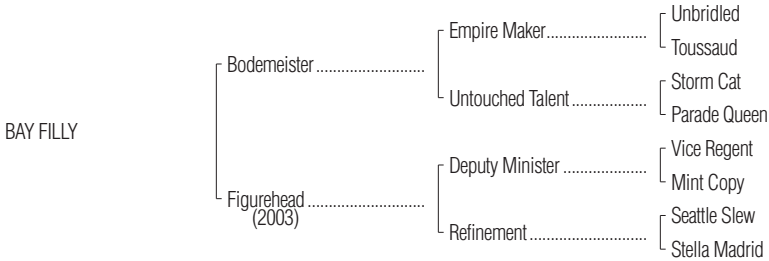 Unbridled
Empire Maker..........................
Toussaud
Bodemeister ..........................
Storm Cat
Untouched Talent....................
Parade Queen
BAY FILLY
Vice Regent
Deputy Minister ......................
Mint Copy
Figurehead ............................
(2003)
Seattle Slew
Refinement..............................
Stella Madrid